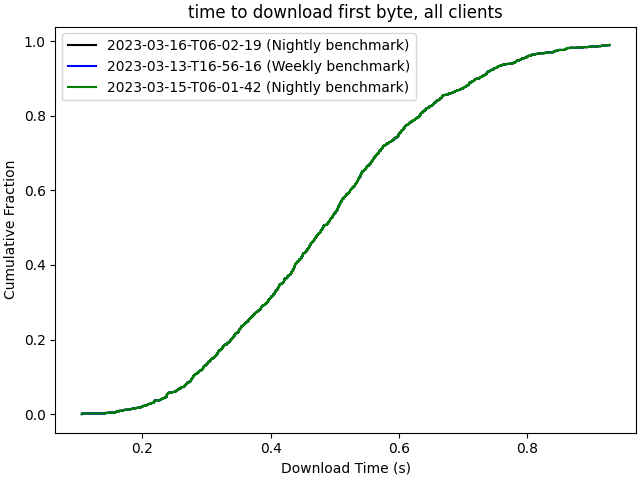 time to download first byte, all clients
2023-03-16-T06-02-19 (Nightly benchmark)
2023-03-13-T16-56-16 (Weekly benchmark)
2023-03-15-T06-01-42 (Nightly benchmark)
1.0
0.8
0.6
0.4
0.2
0.0
Cumulative Fraction
0.2 0.4 0.6 0.8
Download Time (s)